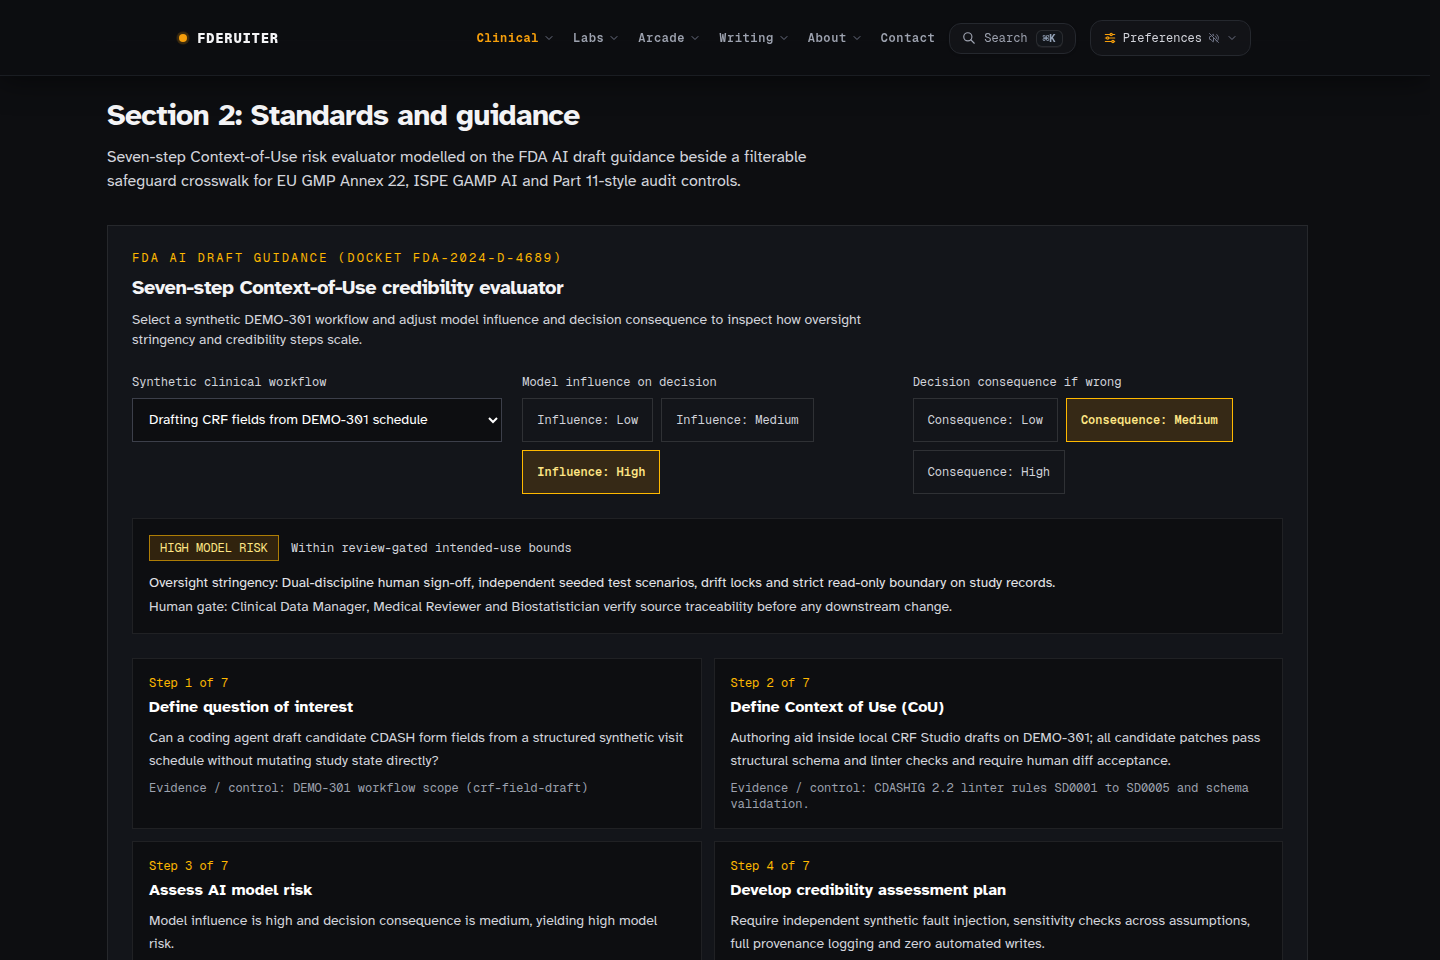 FDERUITER
Clinical
Labs
Arcade
Writing
About
Contact
Search ⌘K
Preferences
Section 2: Standards and guidance
Seven-step Context-of-Use risk evaluator modelled on the FDA AI draft guidance beside a filterable
safeguard crosswalk for EU GMP Annex 22, ISPE GAMP AI and Part 11-style audit controls.
FDA AI DRAFT GUIDANCE (DOCKET FDA-2024-D-4689)
Seven-step Context-of-Use credibility evaluator
Select a synthetic DEMO-301 workflow and adjust model influence and decision consequence to inspect how oversight
stringency and credibility steps scale.
Synthetic clinical workflow
Drafting CRF fields from DEMO-301 schedule
Model influence on decision
Influence: Low
Influence: Medium
Influence: High
Decision consequence if wrong
Consequence: Low
Consequence: Medium
Consequence: High
HIGH MODEL RISK
Within review-gated intended-use bounds
Oversight stringency: Dual-discipline human sign-off, independent seeded test scenarios, drift locks and strict read-only boundary on study records.
Human gate: Clinical Data Manager, Medical Reviewer and Biostatistician verify source traceability before any downstream change.
Step 1 of 7
Define question of interest
Can a coding agent draft candidate CDASH form fields from a structured synthetic visit
schedule without mutating study state directly?
Evidence / control: DEMO-301 workflow scope (crf-field-draft)
Step 2 of 7
Define Context of Use (CoU)
Authoring aid inside local CRF Studio drafts on DEMO-301; all candidate patches pass
structural schema and linter checks and require human diff acceptance.
Evidence / control: CDASHIG 2.2 linter rules SD0001 to SD0005 and schema
validation.
Step 3 of 7
Assess AI model risk
Model influence is high and decision consequence is medium, yielding high model
risk.
Step 4 of 7
Develop credibility assessment plan
Require independent synthetic fault injection, sensitivity checks across assumptions,
full provenance logging and zero automated writes.